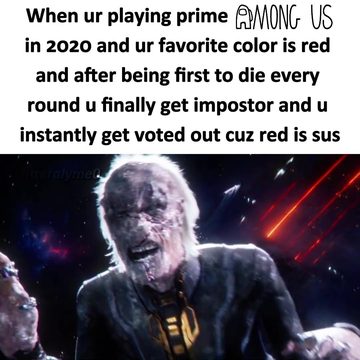 When ur playing prime AMONG US
in 2020 and ur favorite color is red
and after being first to die every
round u finally get impostor and u
instantly get voted out cuz red is sus